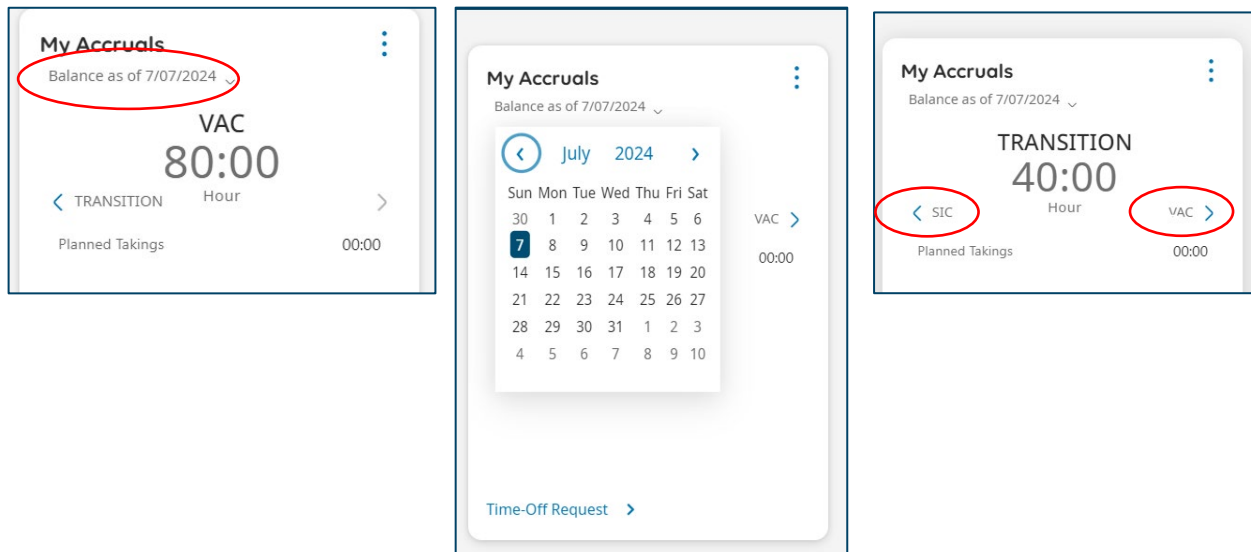 My Accruals
Balance as of 7/07/2024
VAC
80:00
Hour
TRANSITION
Planned Takings 00:00
My Accruals
Balance as of 7/07/2024
July 2024
Sun Mon Tue Wed Thu Fri Sat
30 1 2 3 4 5 6
7 8 9 10 11 12 13
14 15 16 17 18 19 20
21 22 23 24 25 26 27
28 29 30 31 1 2 3
4 5 6 7 8 9 10
VAC
00:00
Time-Off Request
My Accruals
Balance as of 7/07/2024
TRANSITION
40:00
Hour
SIC VAC
Planned Takings 00:00